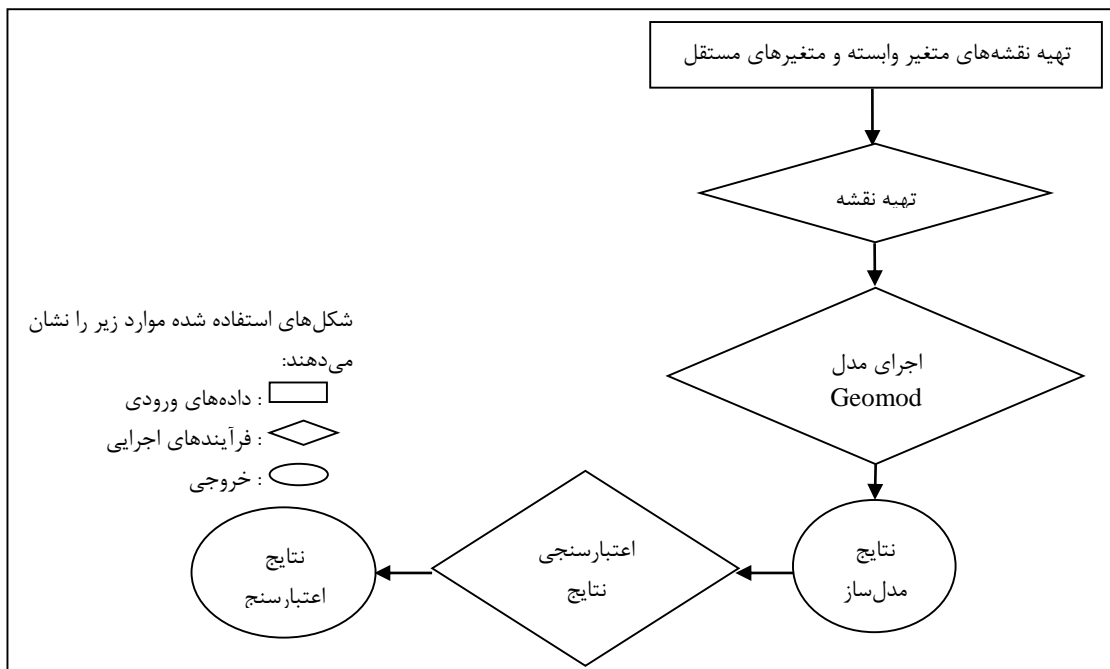 تهیه نقشه‌های متغیر وابسته و متغیرهای مستقل
تهیه نقشه
اجرای مدل
Geomod
شکل‌های استفاده شده موارد زیر را نشان
می‌دهند:
: داده‌های ورودی
: فرآیندهای اجرایی
: خروجی
نتایج
مدل‌ساز
اعتبارسنجی
نتایج
نتایج
اعتبارسنج